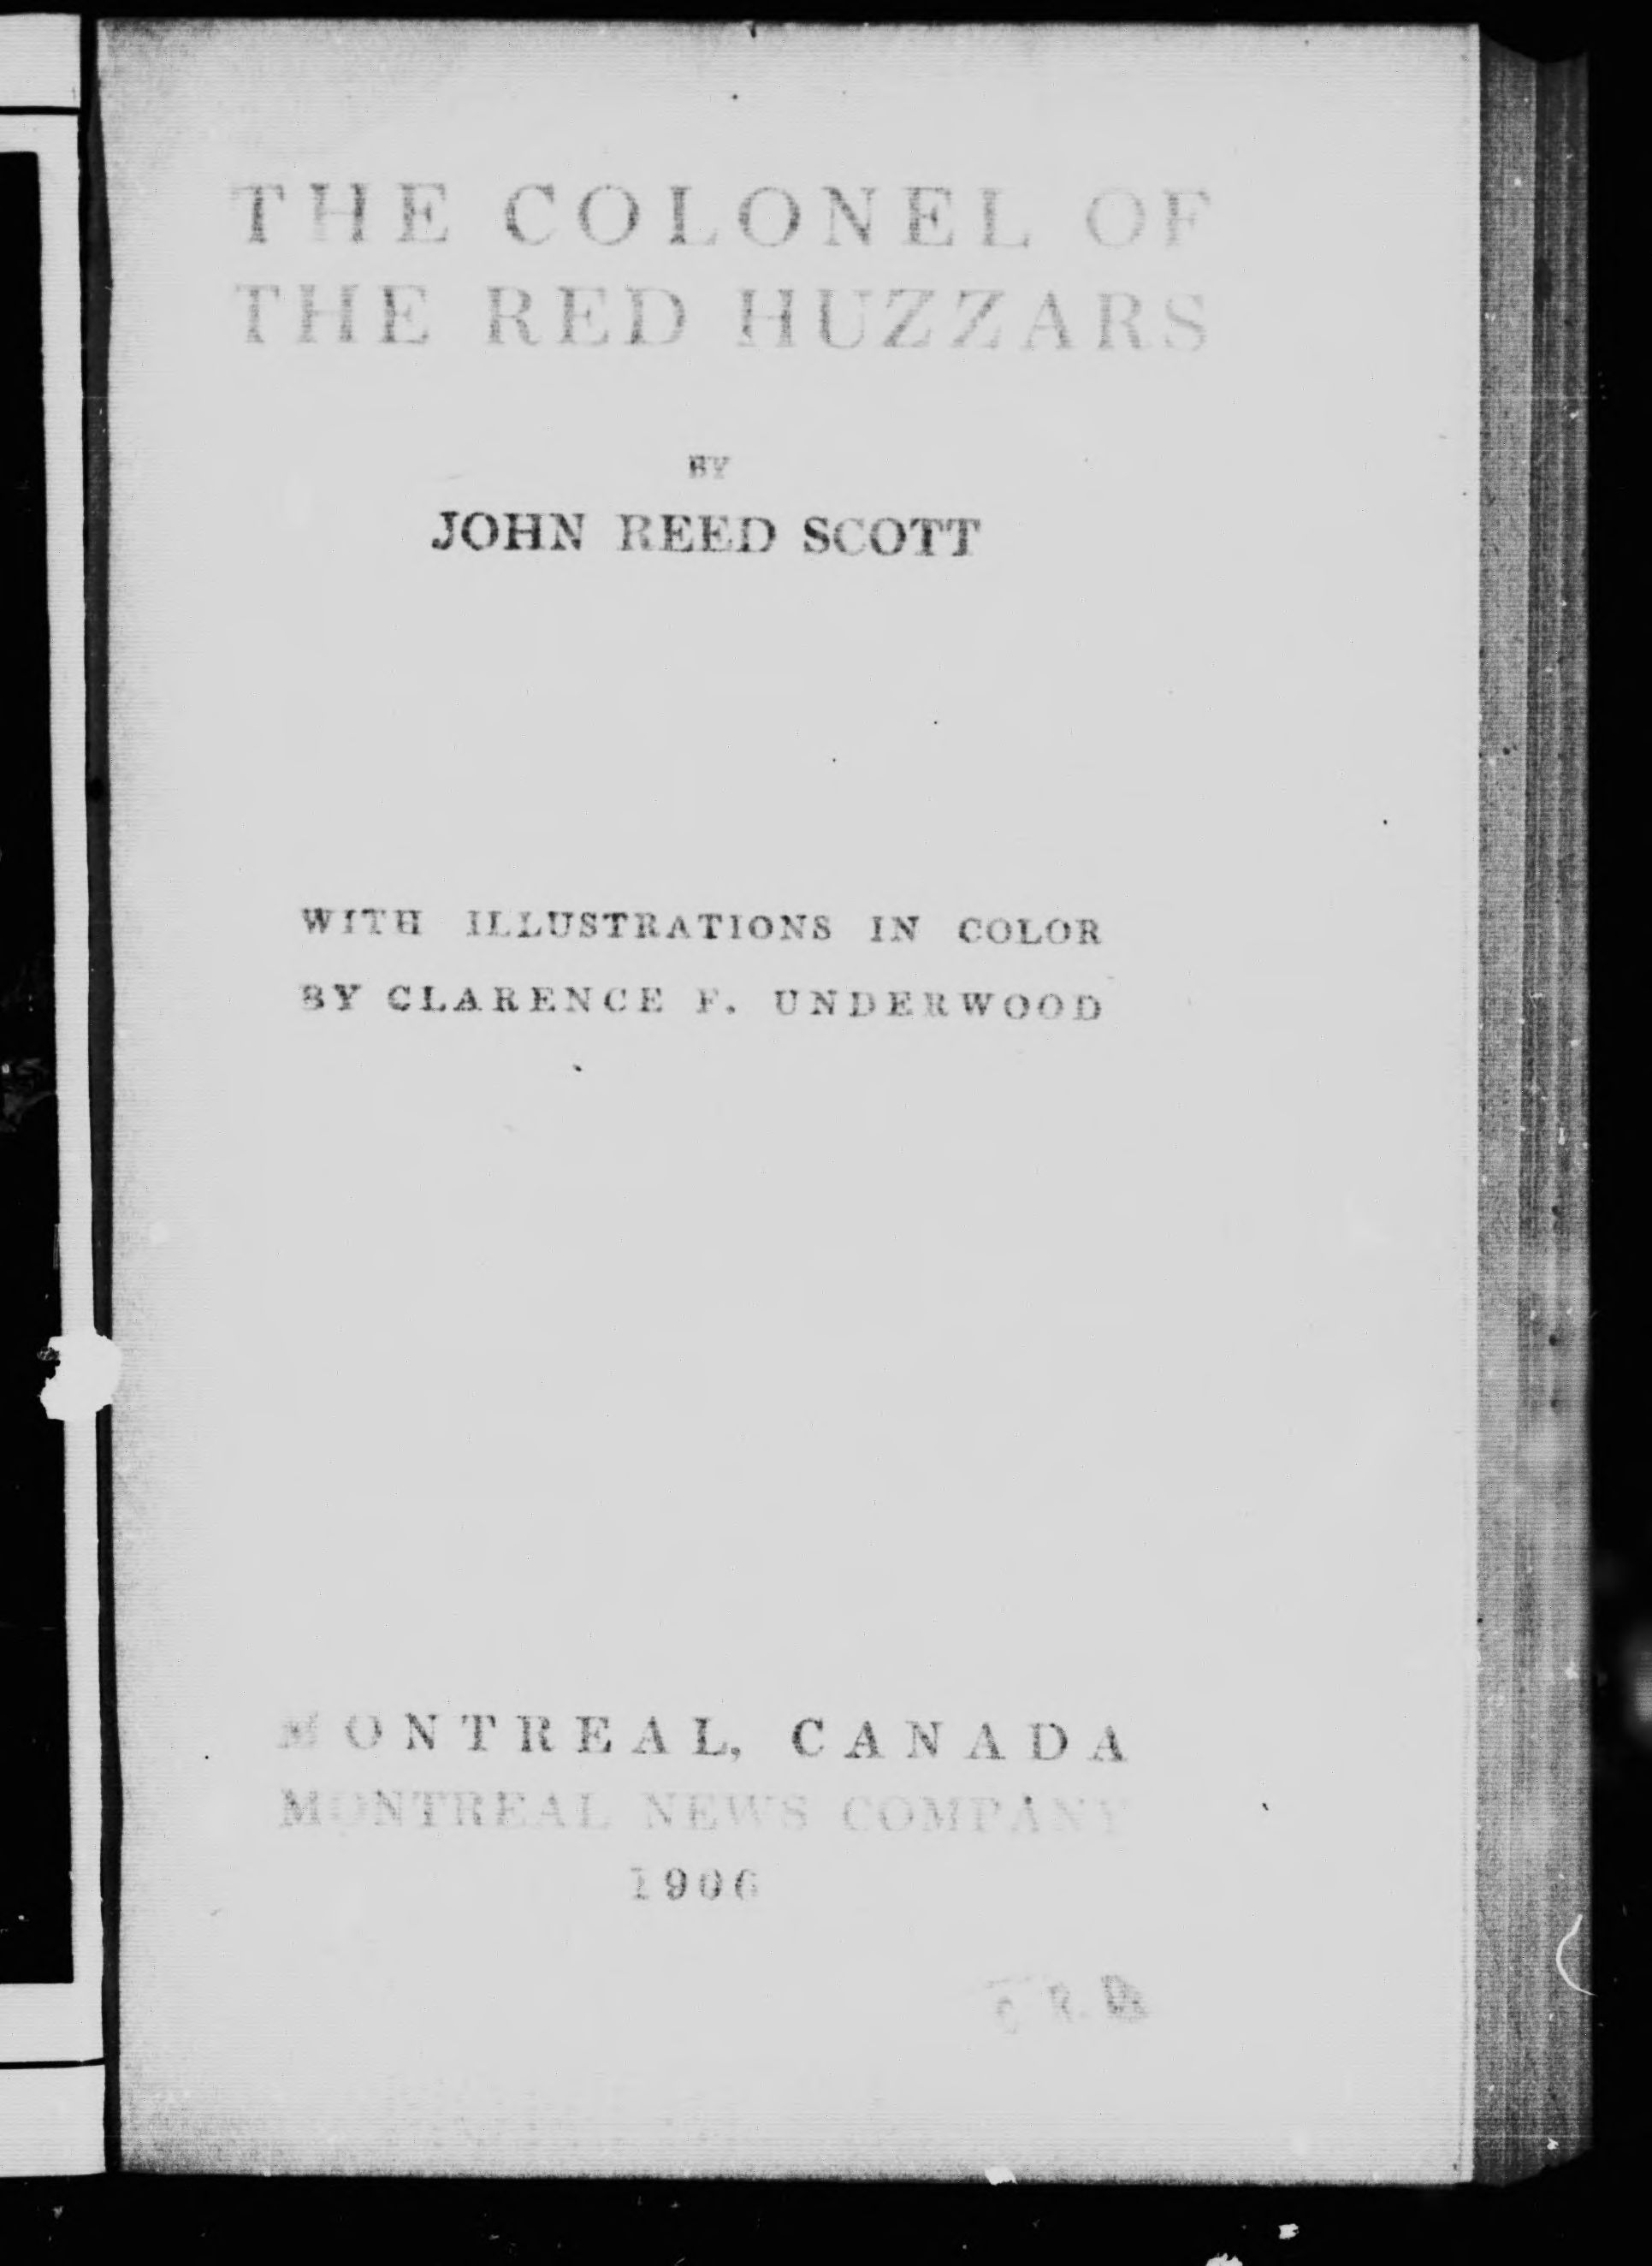 THE COLONEL OF
THE RED HUZZARS
BY
JOHN REED SCOTT
WITH ILLUSTRATIONS IN COLOR
BY CLARENCE F. UNDERWOOD
MONTREAL, CANADA
MONTREAL NEWS COMPANY
1906